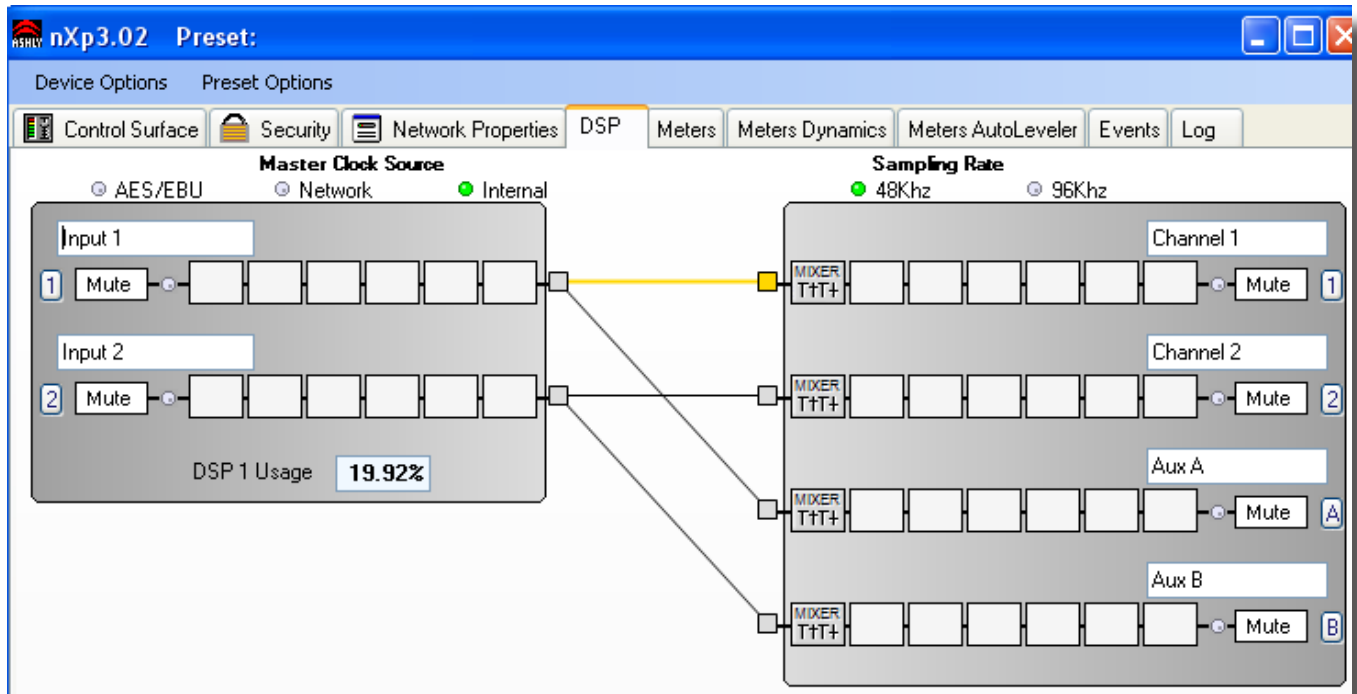 ASHLY nXp3.02 Preset:
Device Options Preset Options
Control Surface Security Network Properties DSP Meters Meters Dynamics Meters AutoLeveler Events Log
Master Clock Source
AES/EBU Network Internal
Sampling Rate
48Khz 96Khz
Input 1
1 Mute
Input 2
2 Mute
DSP 1 Usage 19.92%
Channel 1
MIXER Mute 1
T†T+
Channel 2
MIXER Mute 2
T†T+
Aux A
MIXER Mute A
T†T+
Aux B
MIXER Mute B
T†T+